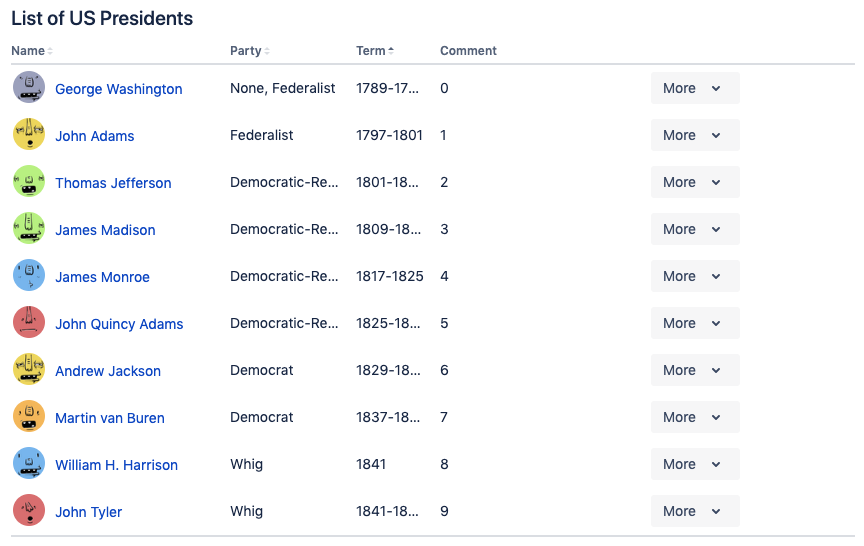 List of US Presidents
Name Party Term Comment
George Washington None, Federalist 1789-17... 0 More
John Adams Federalist 1797-1801 1 More
Thomas Jefferson Democratic-Re... 1801-18... 2 More
James Madison Democratic-Re... 1809-18... 3 More
James Monroe Democratic-Re... 1817-1825 4 More
John Quincy Adams Democratic-Re... 1825-18... 5 More
Andrew Jackson Democrat 1829-18... 6 More
Martin van Buren Democrat 1837-18... 7 More
William H. Harrison Whig 1841 8 More
John Tyler Whig 1841-18... 9 More